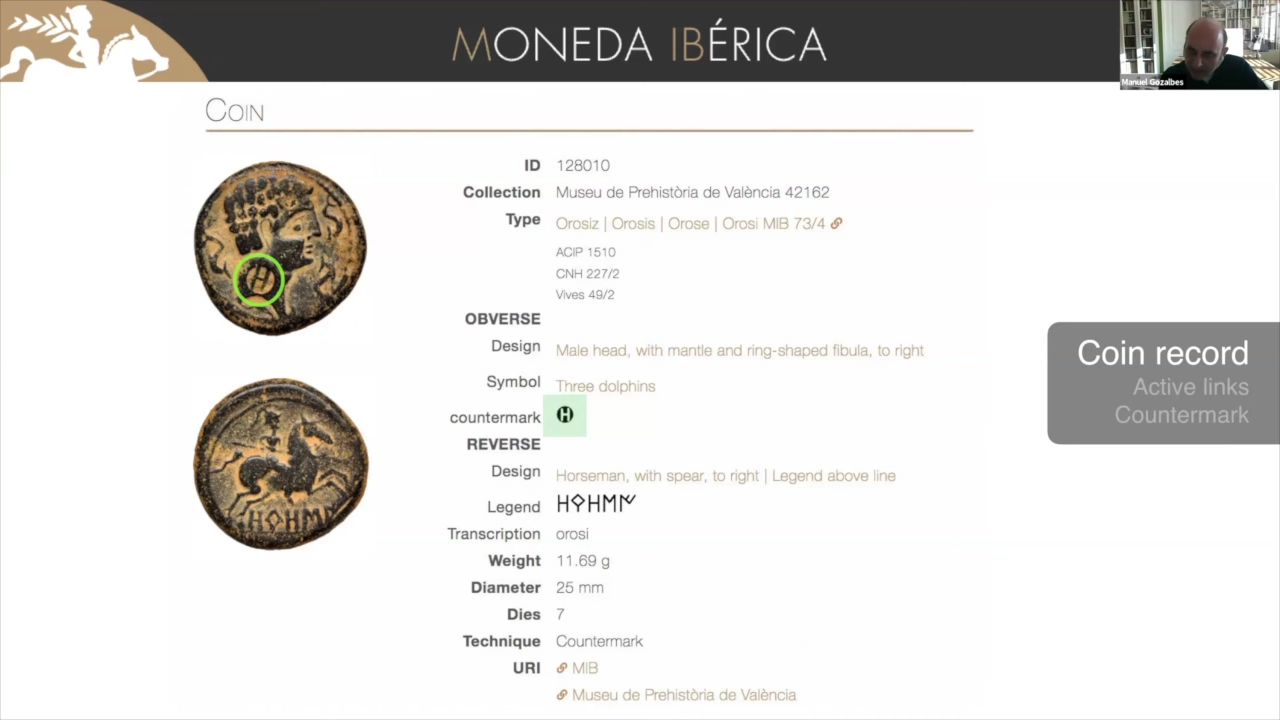 MONEDA IBÉRICA
Manuel Gozalbes
COIN
ID 128010
Collection Museu de Prehistòria de València 42162
Type Orosiz | Orosis | Orose | Orosi MIB 73/4
ACIP 1510
CNH 227/2
Vives 49/2
OBVERSE
Design Male head, with mantle and ring-shaped fibula, to right
Symbol Three dolphins
countermark
REVERSE
Design Horseman, with spear, to right | Legend above line
Legend
Transcription orosi
Weight 11.69 g
Diameter 25 mm
Dies 7
Technique Countermark
URI MIB
Museu de Prehistòria de València
Coin record
Active links
Countermark